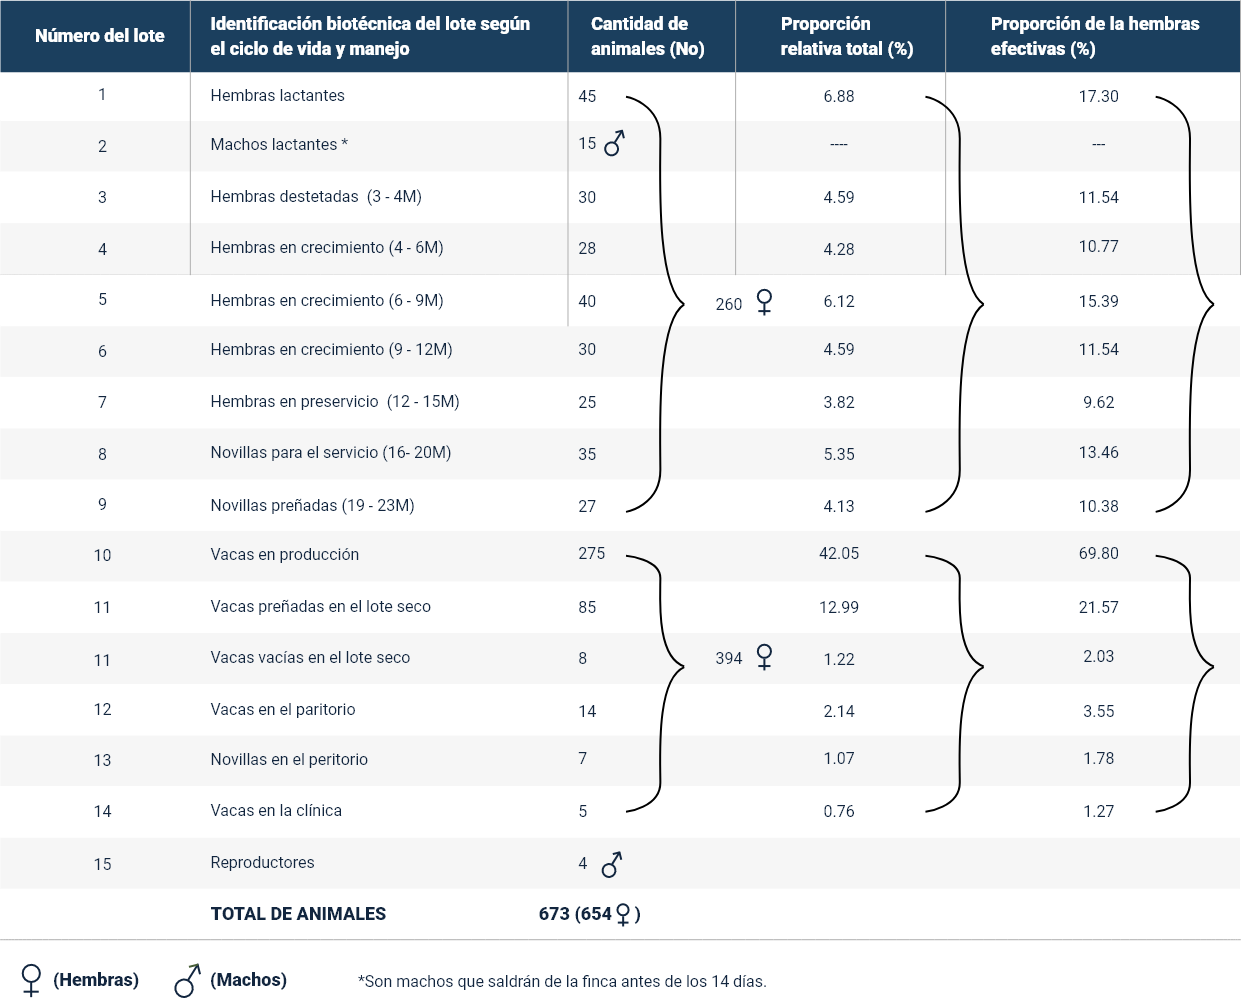 Número del lote
Identificación biotécnica del lote según
el ciclo de vida y manejo
Cantidad de
animales (No)
Proporción
relativa total (%)
Proporción de la hembras
efectivas (%)
1 Hembras lactantes 45 6.88 17.30
2 Machos lactantes * 15 ♂ ---- ---
3 Hembras destetadas (3 - 4M) 30 4.59 11.54
4 Hembras en crecimiento (4 - 6M) 28 4.28 10.77
5 Hembras en crecimiento (6 - 9M) 40 260 ♀ 6.12 15.39
6 Hembras en crecimiento (9 - 12M) 30 4.59 11.54
7 Hembras en preservicio (12 - 15M) 25 3.82 9.62
8 Novillas para el servicio (16- 20M) 35 5.35 13.46
9 Novillas preñadas (19 - 23M) 27 4.13 10.38
10 Vacas en producción 275 42.05 69.80
11 Vacas preñadas en el lote seco 85 12.99 21.57
11 Vacas vacías en el lote seco 8 394 ♀ 1.22 2.03
12 Vacas en el paritorio 14 2.14 3.55
13 Novillas en el peritorio 7 1.07 1.78
14 Vacas en la clínica 5 0.76 1.27
15 Reproductores 4 ♂
TOTAL DE ANIMALES 673 (654 ♀ )
♀ (Hembras) ♂ (Machos) *Son machos que saldrán de la finca antes de los 14 días.